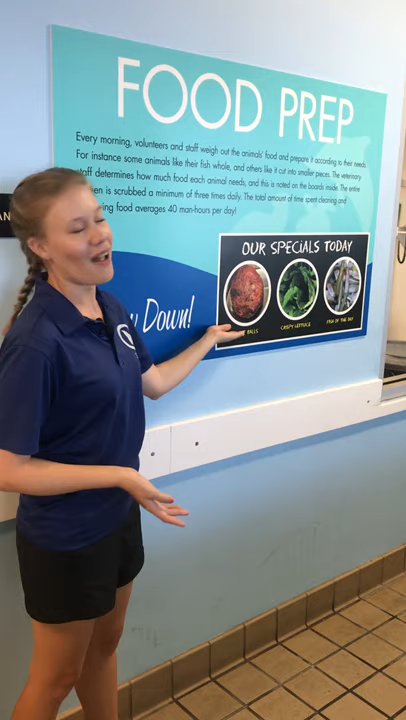 FOOD PREP
Every morning, volunteers and staff weigh out the animals' food and prepare it according to their needs.
For instance some animals like their fish whole, and others like it cut into smaller pieces. The veterinary
staff determines how much food each animal needs, and this is noted on the boards inside. The entire
is scrubbed a minimum of three times daily. The total amount of time spent cleaning and
food averages 40 man-hours per day!
AN
OUR SPECIALS TODAY
Down!
BALLS
CRISPY LETTUCE
FISH OF THE DAY